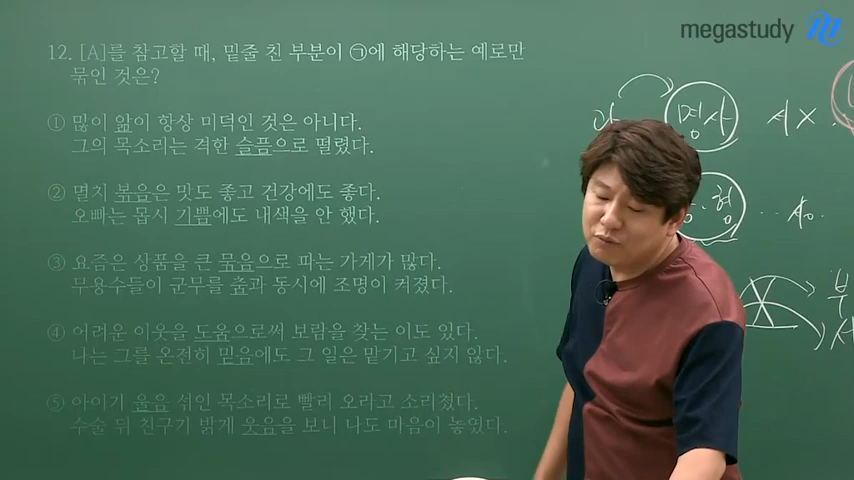 megastudy
12. [A]를 참고할 때, 밑줄 친 부분이 ㉠에 해당하는 예로만
묶인 것은?
① 많이 앎이 항상 미덕인 것은 아니다.
그의 목소리는 격한 슬픔으로 떨렸다.
② 멸치 볶음은 맛도 좋고 건강에도 좋다.
오빠는 몹시 기쁨에도 내색을 안 했다.
③ 요즘은 상품을 큰 묶음으로 파는 가게가 많다.
무용수들이 군무를 춤과 동시에 조명이 켜졌다.
④ 어려운 이웃을 도움으로써 보람을 찾는 이도 있다.
나는 그를 온전히 믿음에도 그 일은 맡기고 싶지 않다.
⑤ 아이가 울음 섞인 목소리로 빨리 오라고 소리쳤다.
수술 뒤 친구가 밝게 웃음을 보니 나도 마음이 놓였다.
명사 서X
형 서o.
부
서